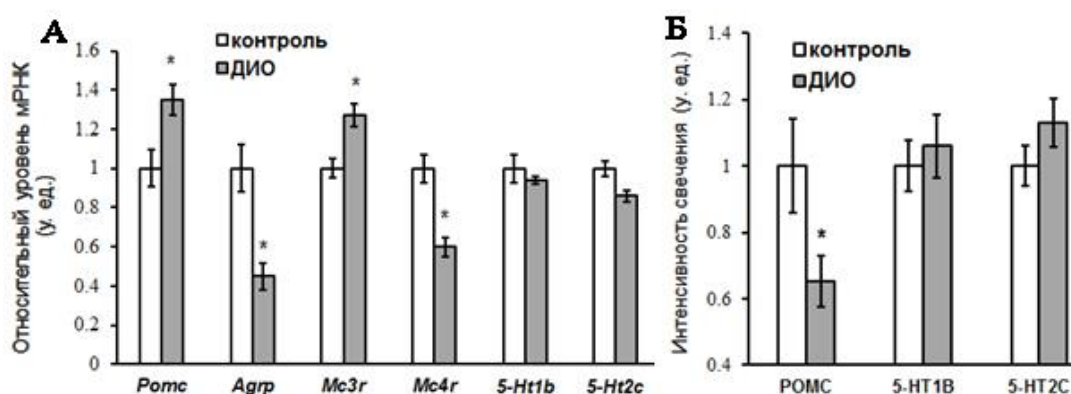 А
контроль
ДИО
Относительный уровень мРНК
(у. ед.)
1.6
1.4
1.2
1
0.8
0.6
0.4
0.2
0
*
*
*
*
Pomc Agrp Mc3r Mc4r 5-Ht1b 5-Ht2c
Б
контроль
ДИО
Интенсивность свечения (у. ед.)
1.4
1.2
1
0.8
0.6
0.4
*
POMC 5-HT1B 5-HT2C